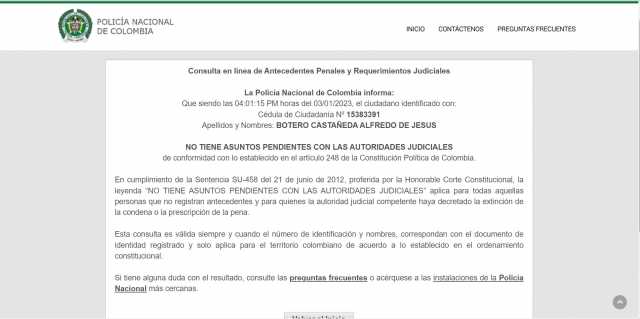 POLICÍA NACIONAL
DE COLOMBIA
INICIO CONTÁCTENOS PREGUNTAS FRECUENTES
Consulta en línea de Antecedentes Penales y Requerimientos Judiciales
La Policía Nacional de Colombia informa:
Que siendo las 04:01:15 PM horas del 03/01/2023, el ciudadano identificado con:
Cédula de Ciudadanía Nº 15383391
Apellidos y Nombres: BOTERO CASTAÑEDA ALFREDO DE JESUS
NO TIENE ASUNTOS PENDIENTES CON LAS AUTORIDADES JUDICIALES
de conformidad con lo establecido en el artículo 248 de la Constitución Política de Colombia.
En cumplimiento de la Sentencia SU-458 del 21 de junio de 2012, proferida por la Honorable Corte Constitucional, la
leyenda “NO TIENE ASUNTOS PENDIENTES CON LAS AUTORIDADES JUDICIALES” aplica para todas aquellas
personas que no registran antecedentes y para quienes la autoridad judicial competente haya decretado la extinción de
la condena o la prescripción de la pena.
Esta consulta es válida siempre y cuando el número de identificación y nombres, correspondan con el documento de
identidad registrado y solo aplica para el territorio colombiano de acuerdo a lo establecido en el ordenamiento
constitucional.
Si tiene alguna duda con el resultado, consulte las preguntas frecuentes o acérquese a las instalaciones de la Policía
Nacional más cercanas.
Volver al Inicio